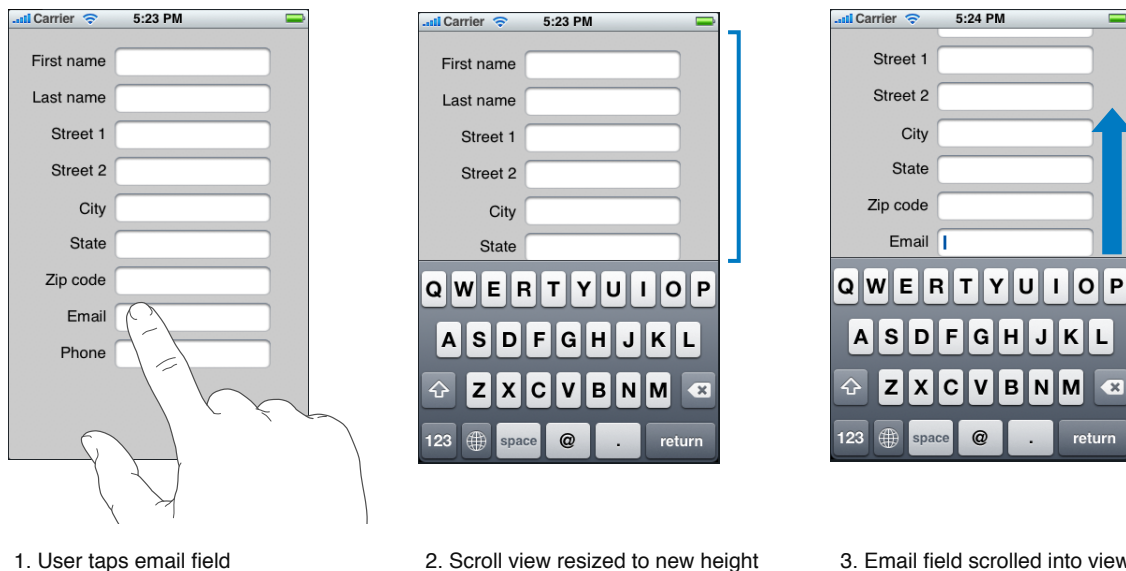 Carrier 5:23 PM
First name
Last name
Street 1
Street 2
City
State
Zip code
Email
Phone
1. User taps email field
Carrier 5:23 PM
First name
Last name
Street 1
Street 2
City
State
Q W E R T Y U I O P
A S D F G H J K L
Z X C V B N M
123 space @ . return
2. Scroll view resized to new height
Carrier 5:24 PM
Street 1
Street 2
City
State
Zip code
Email
Q W E R T Y U I O P
A S D F G H J K L
Z X C V B N M
123 space @ . return
3. Email field scrolled into view